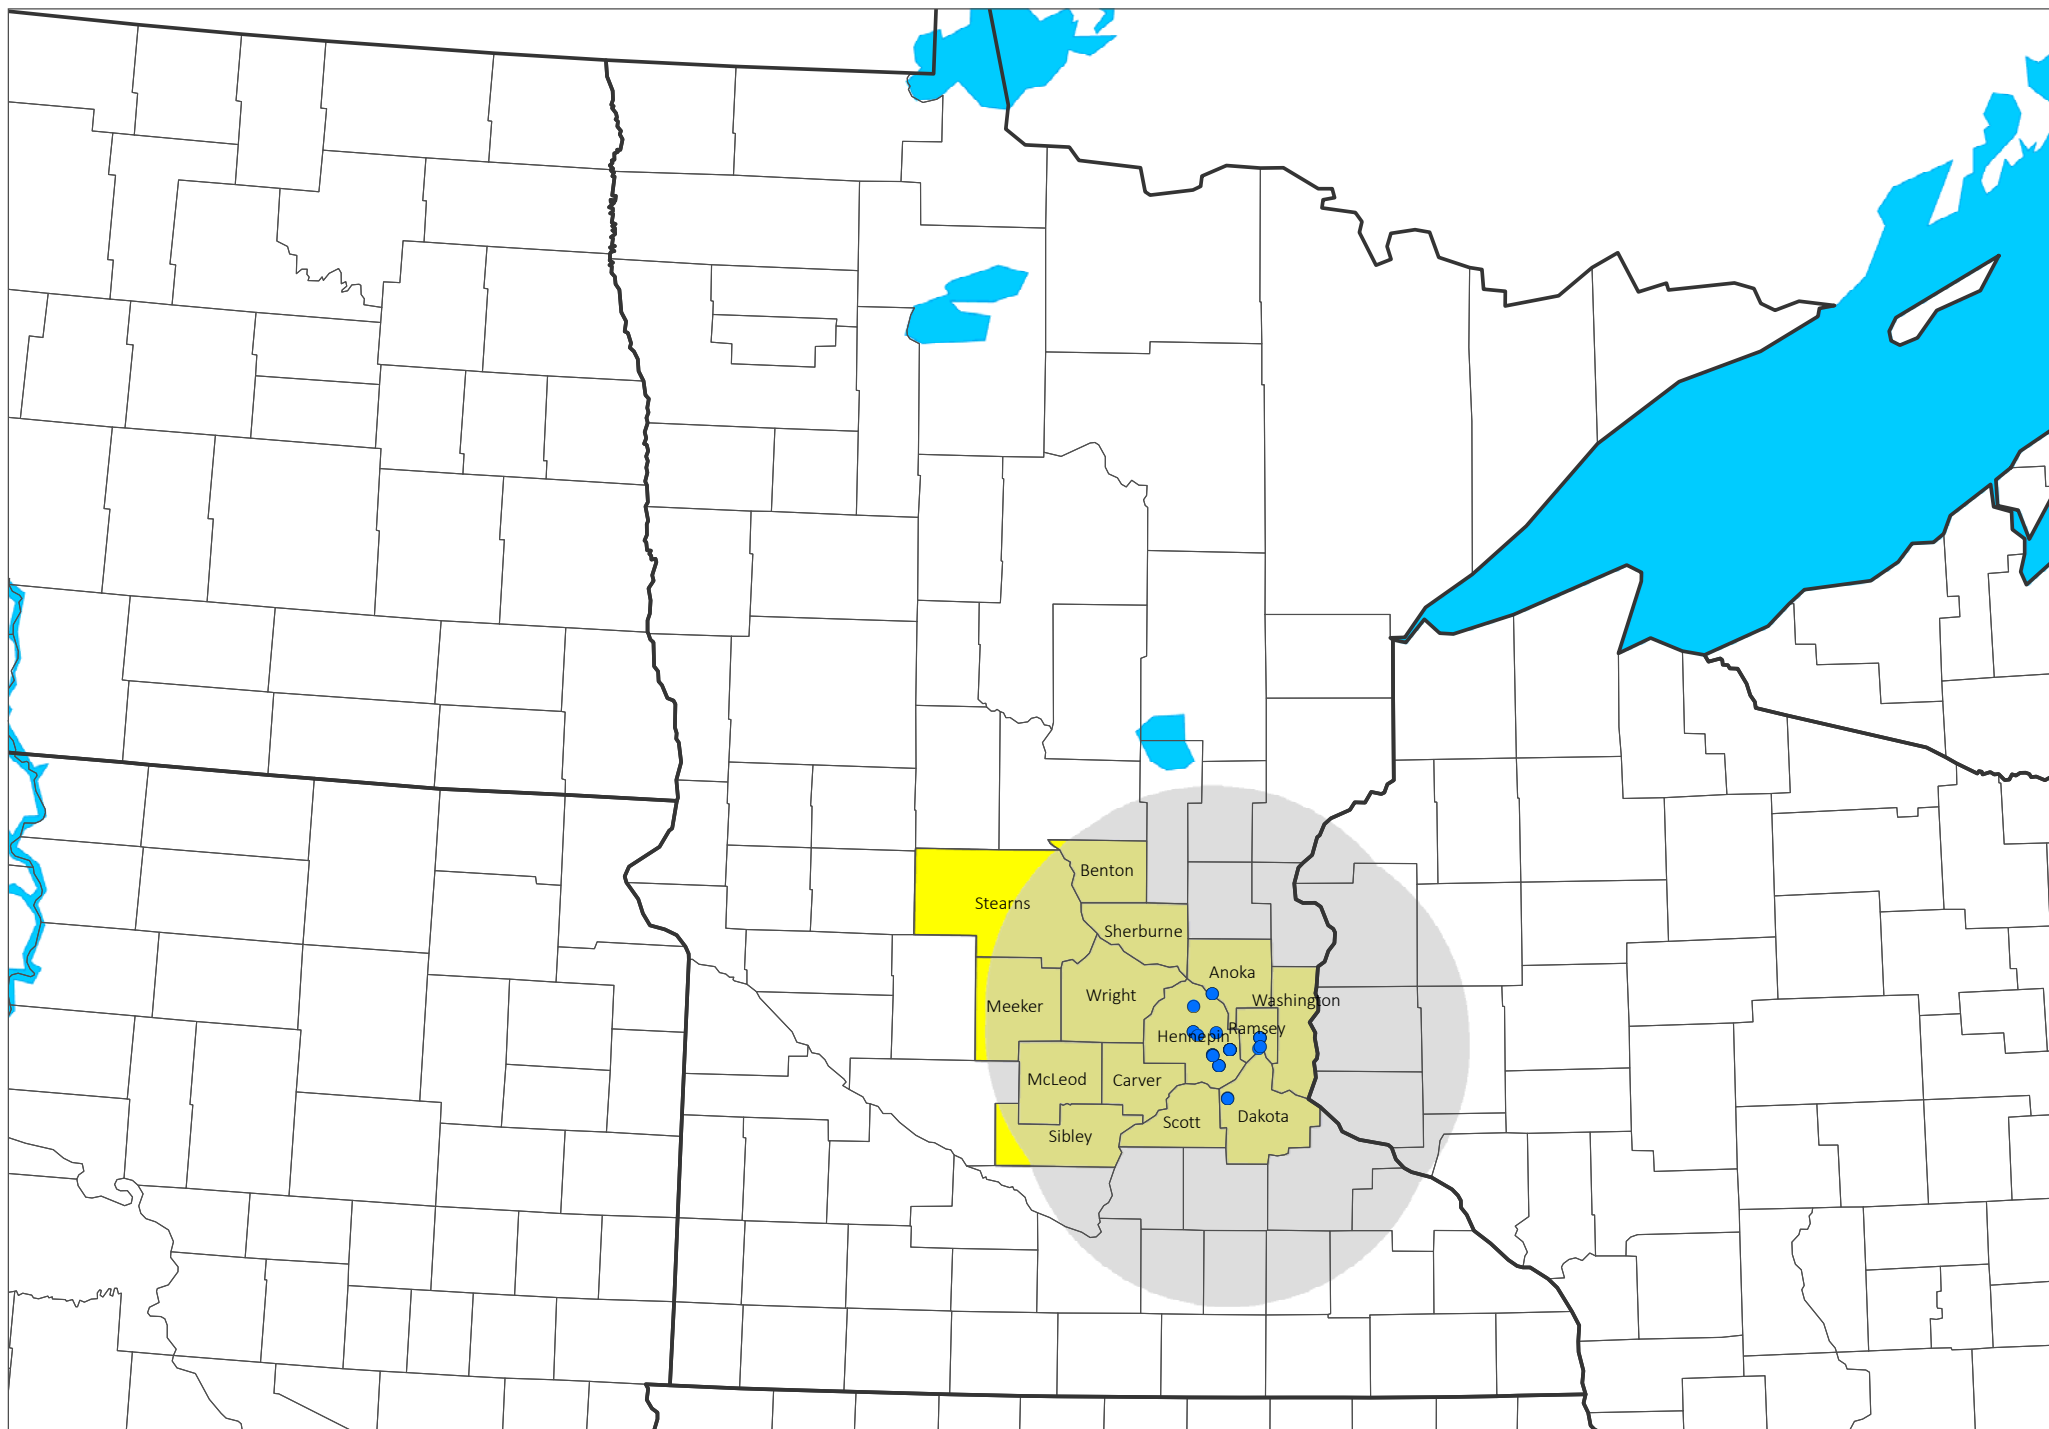 Benton
Stearns
Sherburne
Anoka
Wright
Washington
Meeker
Ramsey
Hennepin
McLeod
Carver
Dakota
Scott
Sibley